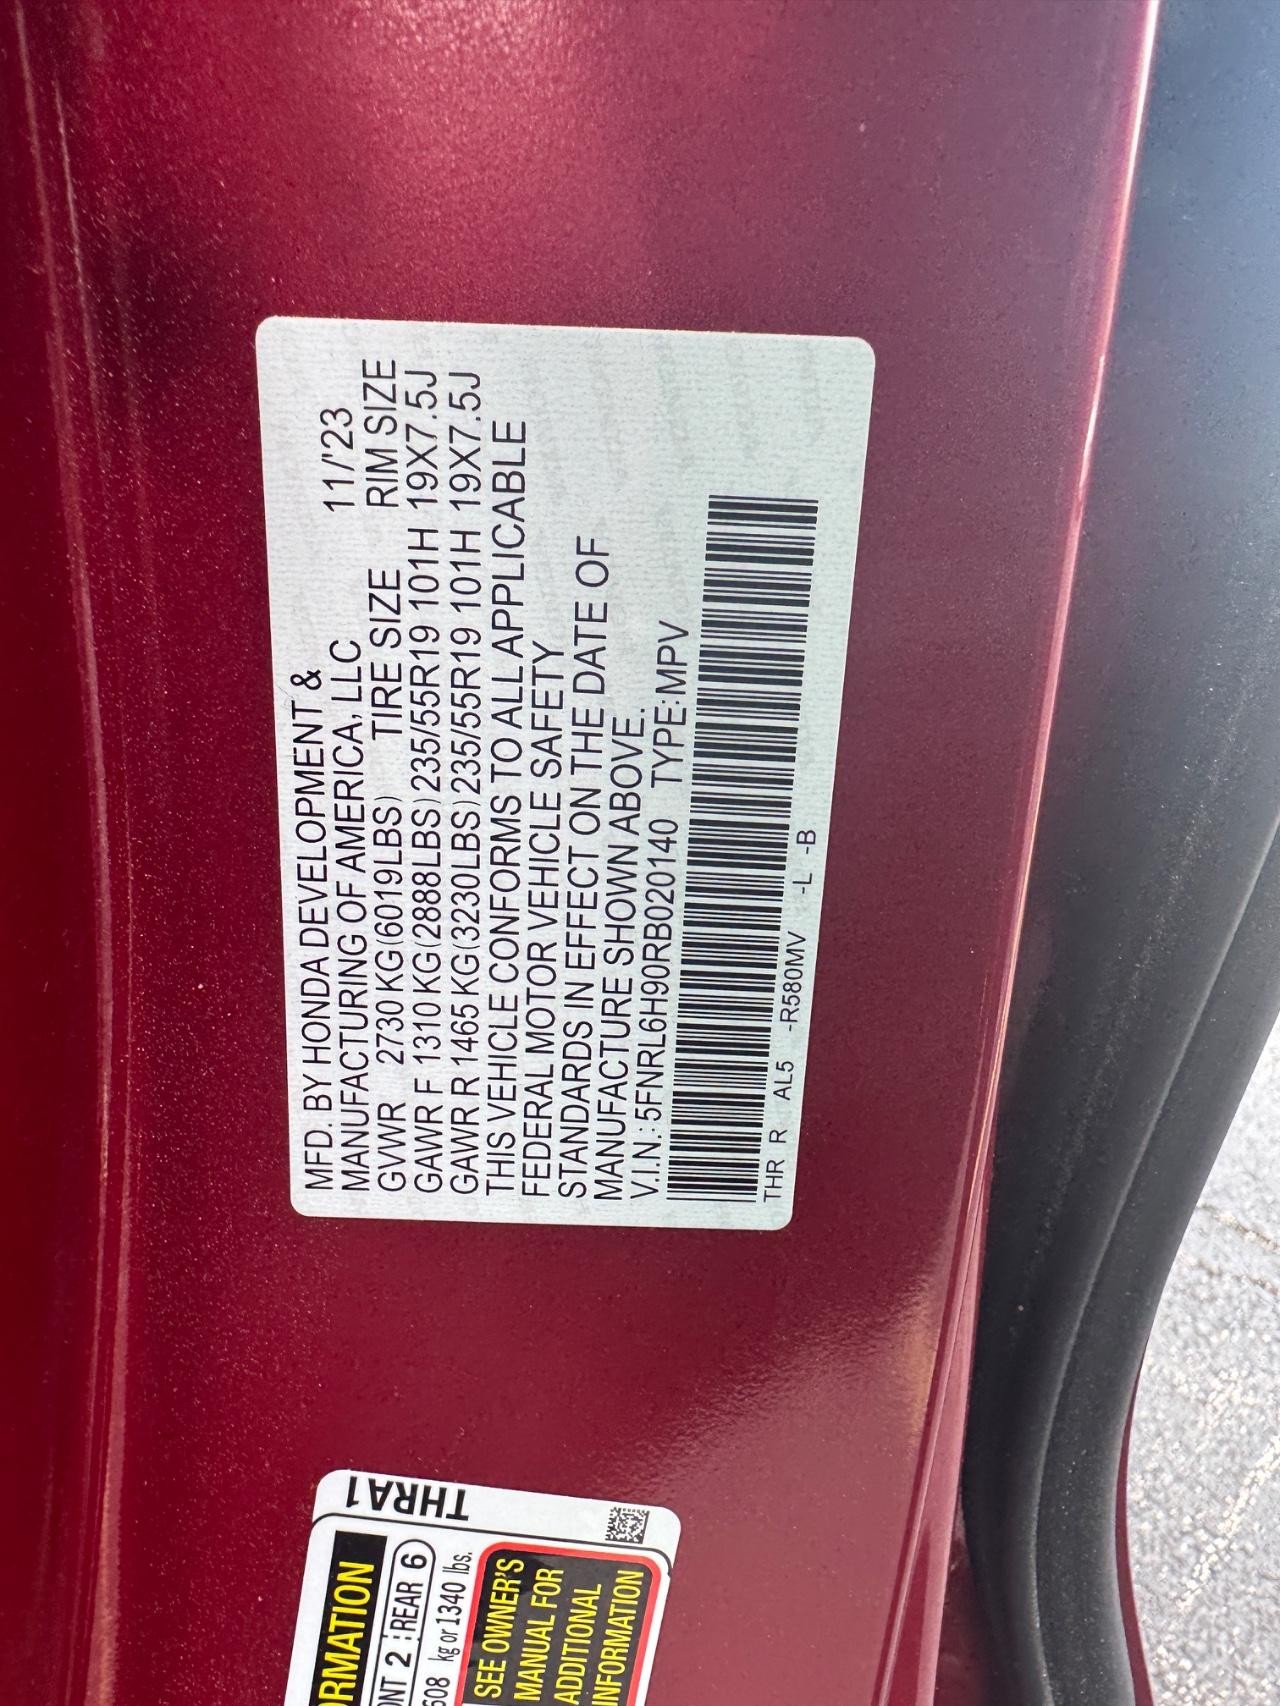 MFD. BY HONDA DEVELOPMENT &
MANUFACTURING OF AMERICA, LLC 11/'23
GVWR 2730 KG(6019LBS) TIRE SIZE RIM SIZE
GAWR F 1310 KG(2888LBS) 235/55R19 101H 19X7.5J
GAWR R 1465 KG(3230LBS) 235/55R19 101H 19X7.5J
THIS VEHICLE CONFORMS TO ALL APPLICABLE
FEDERAL MOTOR VEHICLE SAFETY
STANDARDS IN EFFECT ON THE DATE OF
MANUFACTURE SHOWN ABOVE.
V.I.N.: 5FNRL6H90RB020140 TYPE:MPV
THR R AL5 -R580MV -L -B
THRA1
RMATION
NT 2 REAR 6
608 kg or 1340 lbs.
SEE OWNER'S
MANUAL FOR
ADDITIONAL
INFORMATION